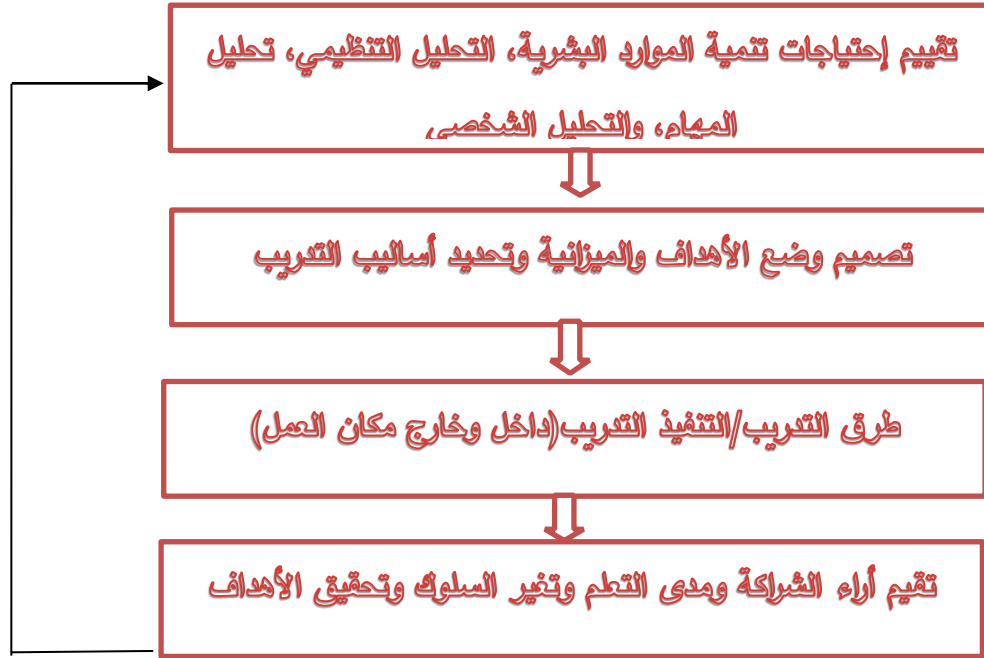 تقييم إحتياجات تنمية الموارد البشرية، التحليل التنظيمي، تحليل
المهام، والتحليل الشخصي
تصميم وضع الأهداف والميزانية وتحديد أساليب التدريب
طرق التدريب/التنفيذ التدريب(داخل وخارج مكان العمل)
تقيم أراء الشراكة ومدى التعلم وتغير السلوك وتحقيق الأهداف